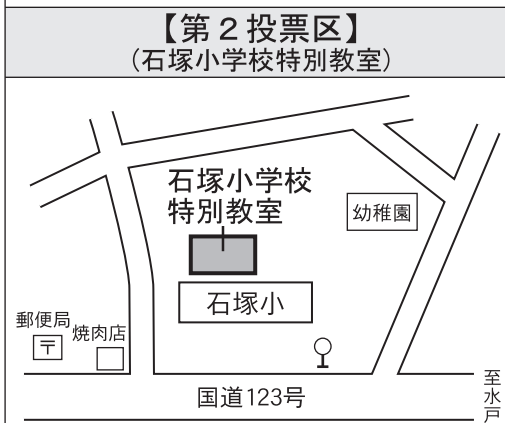 【第２投票区】
(石塚小学校特別教室)
石塚小学校
特別教室
幼稚園
石塚小
郵便局
〒
焼肉店
国道123号
至水戸